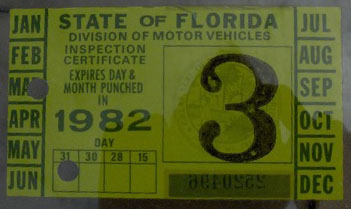 STATE OF FLORIDA
DIVISION OF MOTOR VEHICLES
INSPECTION
CERTIFICATE
EXPIRES DAY &
MONTH PUNCHED
IN
1982
DAY
31 30 28 15
3
JAN
FEB
MAR
APR
MAY
JUN
JUL
AUG
SEP
OCT
NOV
DEC